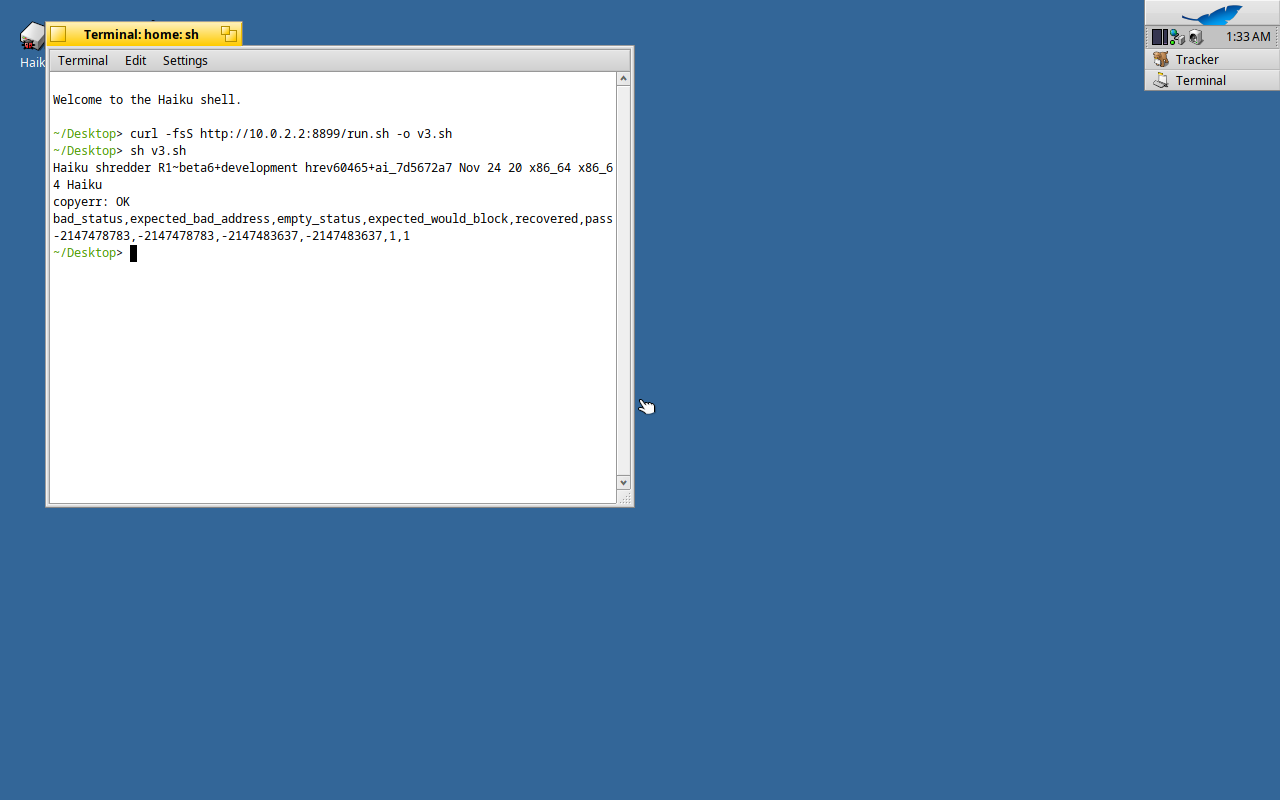 Terminal: home: sh
Terminal Edit Settings
Welcome to the Haiku shell.
~/Desktop> curl -fsS http://10.0.2.2:8899/run.sh -o v3.sh
~/Desktop> sh v3.sh
Haiku shredder R1~beta6+development hrev60465+ai_7d5672a7 Nov 24 20 x86_64 x86_6
4 Haiku
copyerr: OK
bad_status,expected_bad_address,empty_status,expected_would_block,recovered,pass
-2147478783,-2147478783,-2147483637,-2147483637,1,1
~/Desktop>
Haik
1:33 AM
Tracker
Terminal